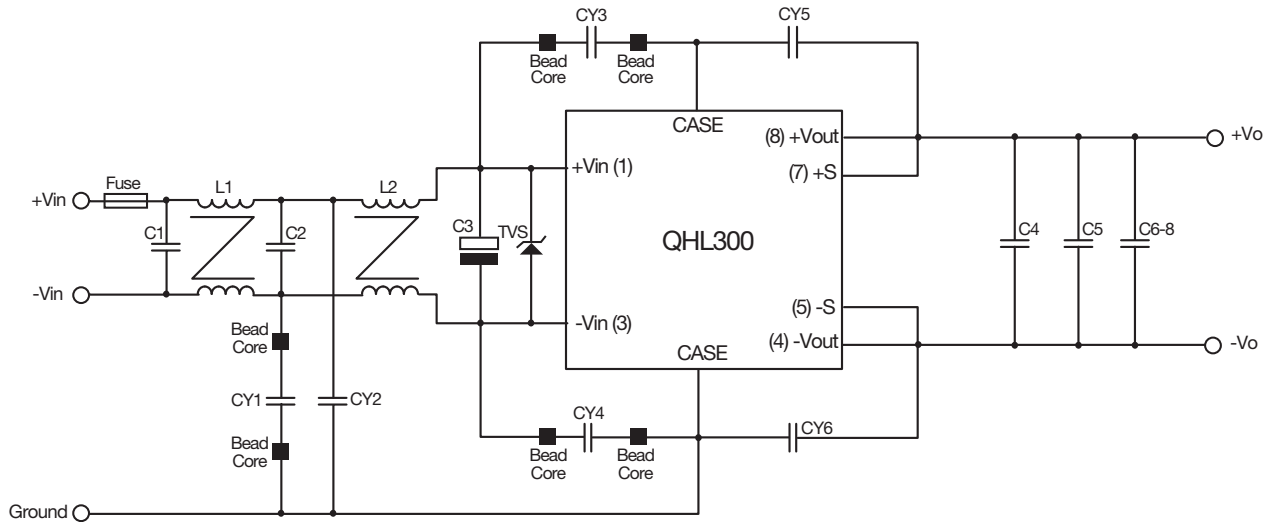 CY3
CY5
Bead
Core
Bead
Core
CASE
(8) +Vout
+Vo
+Vin (1)
(7) +S
Fuse
L1
L2
+Vin
C1
C2
C3
TVS
QHL300
C4
C5
C6-8
-Vin
(5) -S
-Vin (3)
(4) -Vout
-Vo
CASE
Bead
Core
CY1
CY2
CY4
CY6
Bead
Core
Bead
Core
Bead
Core
Ground